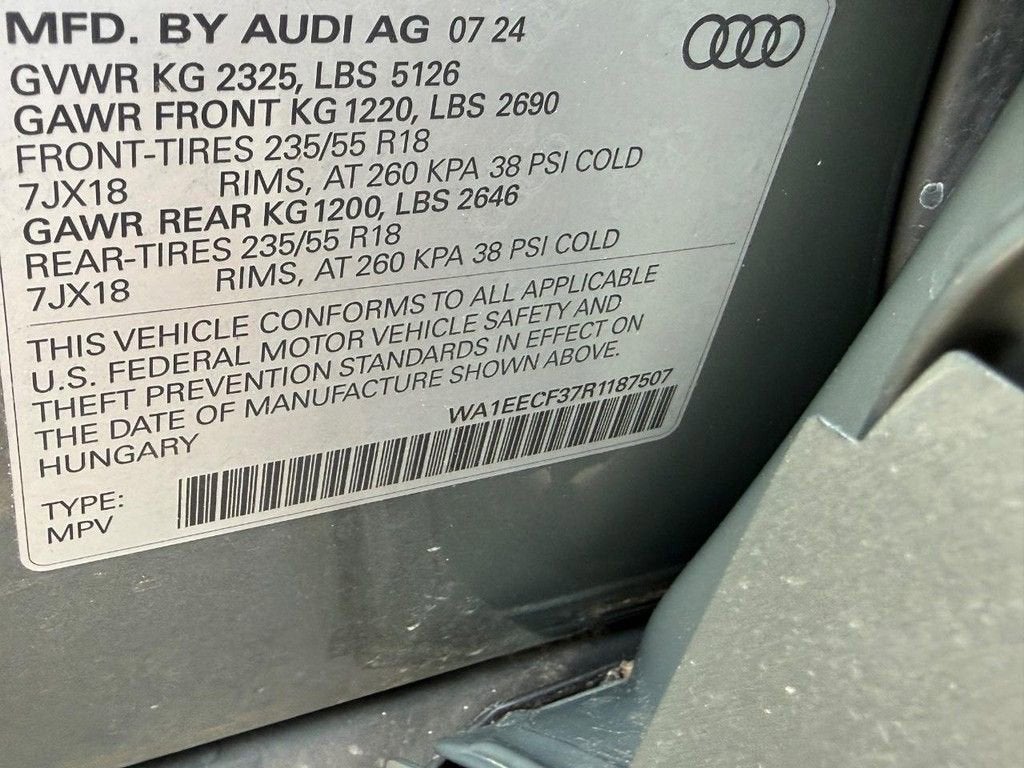 MFD. BY AUDI AG 07 24
GVWR KG 2325, LBS 5126
GAWR FRONT KG 1220, LBS 2690
FRONT-TIRES 235/55 R18
7JX18 RIMS, AT 260 KPA 38 PSI COLD
GAWR REAR KG 1200, LBS 2646
REAR-TIRES 235/55 R18
7JX18 RIMS, AT 260 KPA 38 PSI COLD
THIS VEHICLE CONFORMS TO ALL APPLICABLE
U.S. FEDERAL MOTOR VEHICLE SAFETY AND
THEFT PREVENTION STANDARDS IN EFFECT ON
THE DATE OF MANUFACTURE SHOWN ABOVE.
HUNGARY
WA1EECF37R1187507
TYPE:
MPV